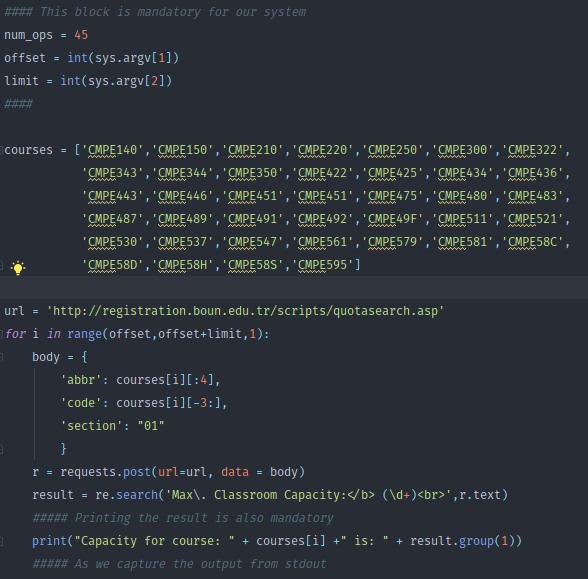 #### This block is mandatory for our system
num_ops = 45
offset = int(sys.argv[1])
limit = int(sys.argv[2])
####
courses = ['CMPE140','CMPE150','CMPE210','CMPE220','CMPE250','CMPE300','CMPE322',
'CMPE343','CMPE344','CMPE350','CMPE422','CMPE425','CMPE434','CMPE436',
'CMPE443','CMPE446','CMPE451','CMPE451','CMPE475','CMPE480','CMPE483',
'CMPE487','CMPE489','CMPE491','CMPE492','CMPE49F','CMPE511','CMPE521',
'CMPE530','CMPE537','CMPE547','CMPE561','CMPE579','CMPE581','CMPE58C',
'CMPE58D','CMPE58H','CMPE58S','CMPE595']
url = 'http://registration.boun.edu.tr/scripts/quotasearch.asp'
for i in range(offset,offset+limit,1):
body = {
'abbr': courses[i][:4],
'code': courses[i][-3:],
'section': "01"
}
r = requests.post(url=url, data = body)
result = re.search('Max\. Classroom Capacity:</b> (\d+)<br>',r.text)
##### Printing the result is also mandatory
print("Capacity for course: " + courses[i] +" is: " + result.group(1))
##### As we capture the output from stdout